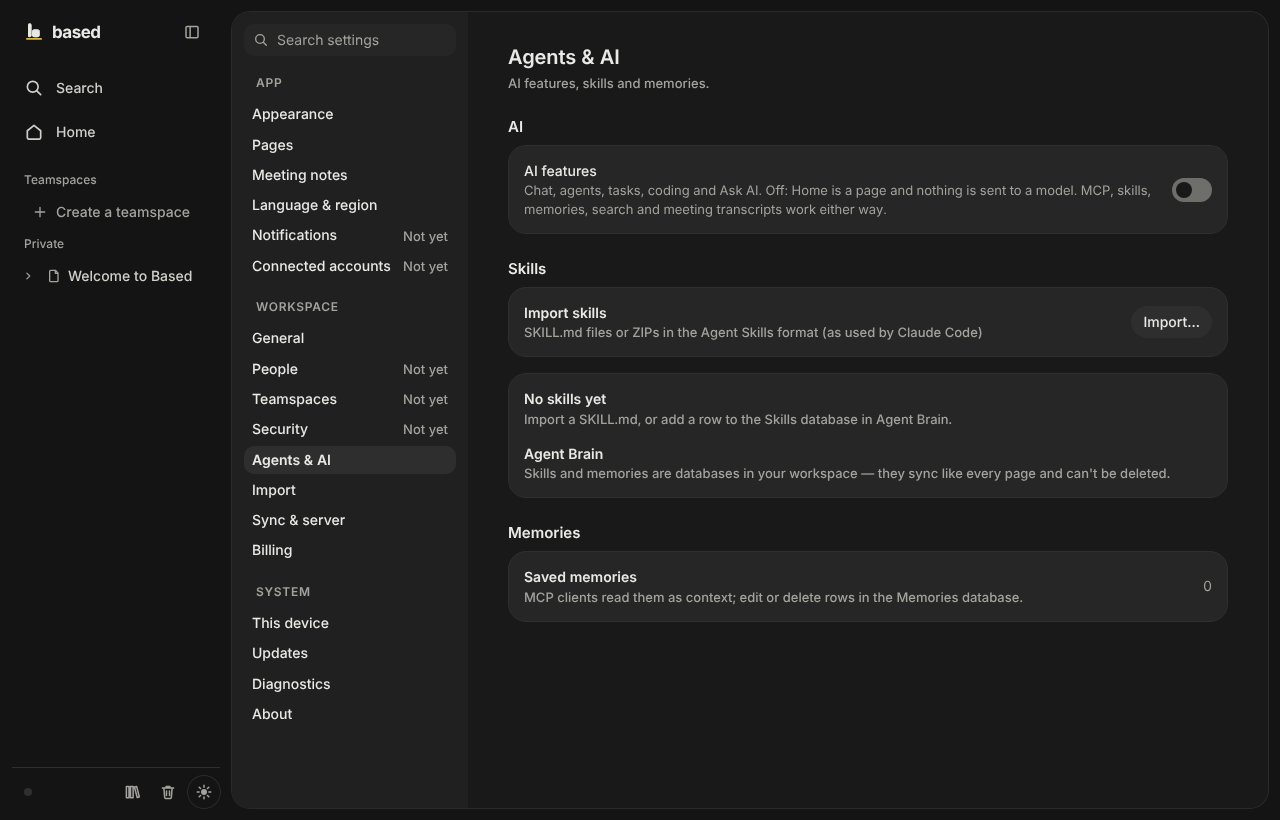 based
Search
Home
Teamspaces
Create a teamspace
Private
Welcome to Based
Search settings
APP
Appearance
Pages
Meeting notes
Language & region
Notifications Not yet
Connected accounts Not yet
WORKSPACE
General
People Not yet
Teamspaces Not yet
Security Not yet
Agents & AI
Import
Sync & server
Billing
SYSTEM
This device
Updates
Diagnostics
About
Agents & AI
AI features, skills and memories.
AI
AI features
Chat, agents, tasks, coding and Ask AI. Off: Home is a page and nothing is sent to a model. MCP, skills,
memories, search and meeting transcripts work either way.
Skills
Import skills
SKILL.md files or ZIPs in the Agent Skills format (as used by Claude Code)
Import...
No skills yet
Import a SKILL.md, or add a row to the Skills database in Agent Brain.
Agent Brain
Skills and memories are databases in your workspace — they sync like every page and can't be deleted.
Memories
Saved memories
MCP clients read them as context; edit or delete rows in the Memories database.
0